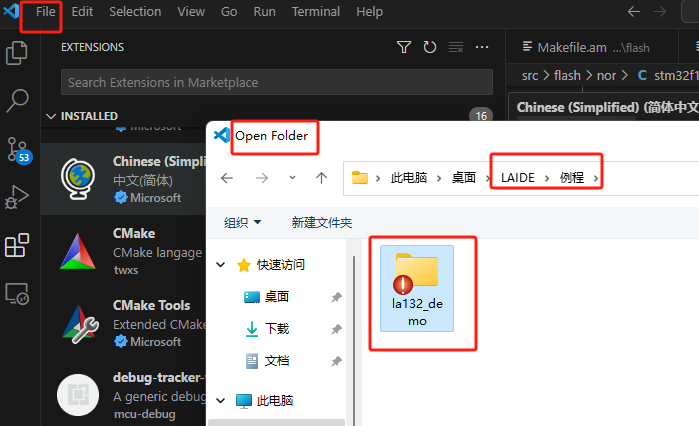 File Edit Selection View Go Run Terminal Help
EXTENSIONS
Makefile.am ...\flash
Search Extensions in Marketplace
src > flash > nor > C stm32f1
INSTALLED 16
Chinese (Simplified) (简体中文
Microsoft
Open Folder
Chinese (Simpli
中文(简体)
Microsoft
53
此电脑 > 桌面 > LAIDE > 例程 >
组织 新建文件夹
CMake
CMake langage
twxs
快速访问
桌面
下载
文档
此电脑
la132_de
mo
CMake Tools
Extended CMak
Microsoft
debug-tracker-
A generic debug
mcu-debug